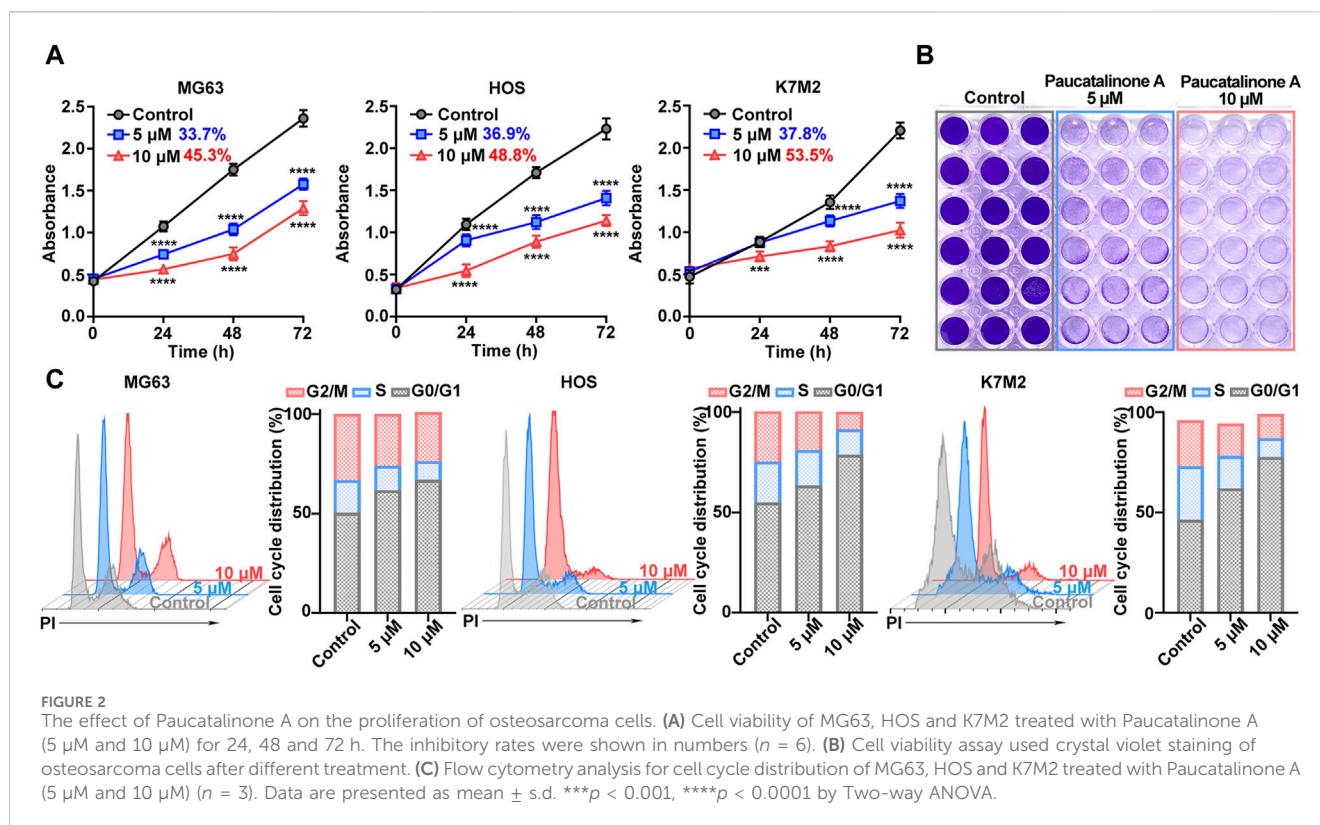 A
MG63
Absorbance
2.5
2.0
1.5
1.0
0.5
0.0
Control
5 µM 33.7%
10 µM 45.3%
****
****
****
****
****
****
0 24 48 72
Time (h)
HOS
Absorbance
2.5
2.0
1.5
1.0
0.5
0.0
Control
5 µM 36.9%
10 µM 48.8%
****
****
****
****
****
****
0 24 48 72
Time (h)
K7M2
Absorbance
2.5
2.0
1.5
1.0
0.5
0.0
Control
5 µM 37.8%
10 µM 53.5%
****
****
***
****
****
0 24 48 72
Time (h)
B
Control
Paucatalinone A
5 µM
Paucatalinone A
10 µM
C
MG63
10 µM
5 µM
Control
PI
G2/M S G0/G1
Cell cycle distribution (%)
100
50
0
Control
5 µM
10 µM
HOS
10 µM
5 µM
Control
PI
G2/M S G0/G1
Cell cycle distribution (%)
100
50
0
Control
5 µM
10 µM
K7M2
10 µM
5 µM
Control
PI
G2/M S G0/G1
Cell cycle distribution (%)
100
50
0
Control
5 µM
10 µM
FIGURE 2
The effect of Paucatalinone A on the proliferation of osteosarcoma cells. (A) Cell viability of MG63, HOS and K7M2 treated with Paucatalinone A
(5 µM and 10 µM) for 24, 48 and 72 h. The inhibitory rates were shown in numbers (n = 6). (B) Cell viability assay used crystal violet staining of
osteosarcoma cells after different treatment. (C) Flow cytometry analysis for cell cycle distribution of MG63, HOS and K7M2 treated with Paucatalinone A
(5 µM and 10 µM) (n = 3). Data are presented as mean ± s.d. ***p < 0.001, ****p < 0.0001 by Two-way ANOVA.